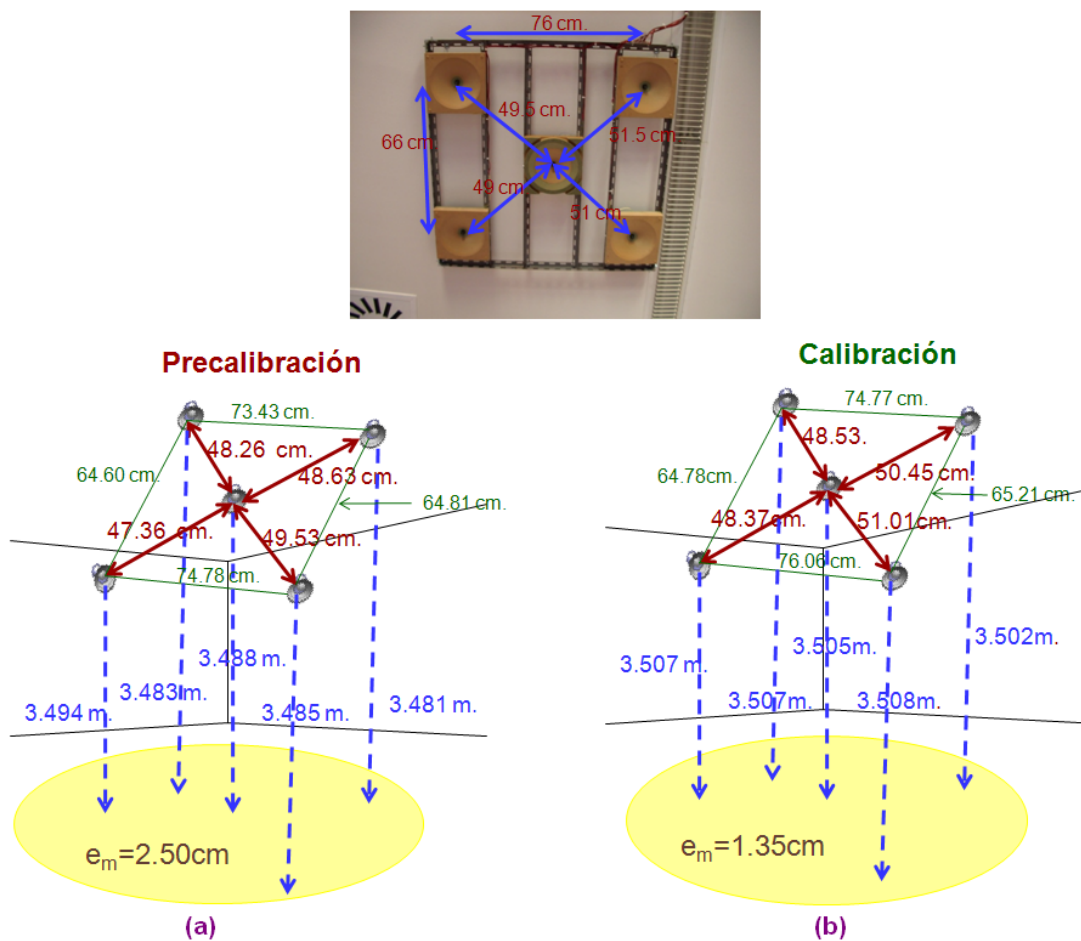 76 cm.
49.5 cm.
51.5 cm.
66 cm.
49 cm
51 cm
Precalibración
73.43 cm.
48.26 cm.
64.60 cm.
48.63 cm.
64.81 cm.
47.36 cm.
49.53 cm.
74.78 cm.
3.488 m.
3.483m.
3.494 m.
3.485 m.
3.481 m.
eₘ=2.50cm
(a)
Calibración
74.77 cm.
48.53.
64.78cm.
50.45 cm.
65.21 cm.
48.37cm.
51.01cm.
76.06 cm.
3.505m.
3.502m.
3.507 m.
3.507m.
3.508m.
eₘ=1.35cm
(b)